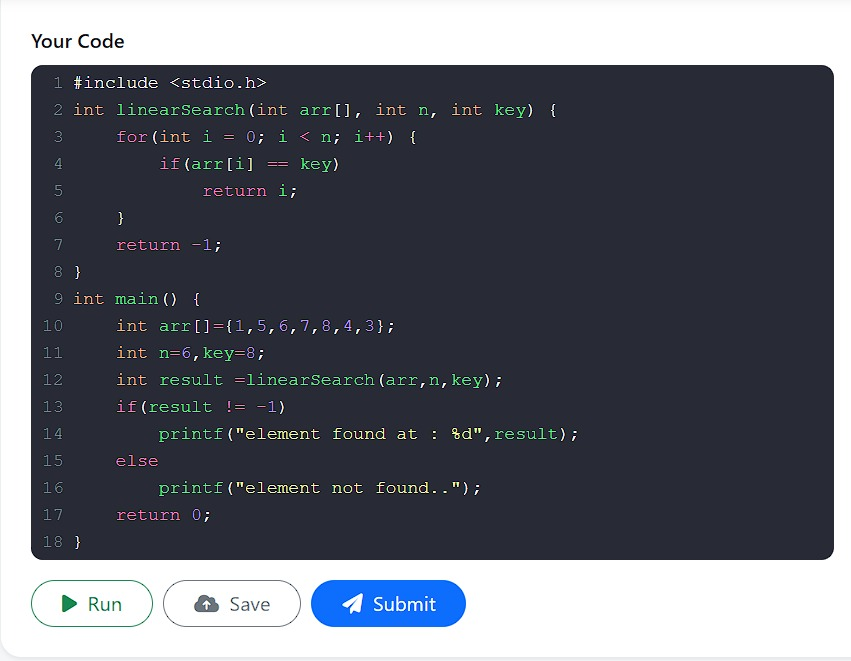 Your Code
1 #include <stdio.h>
2 int linearSearch(int arr[], int n, int key) {
3     for(int i = 0; i < n; i++) {
4         if(arr[i] == key)
5             return i;
6     }
7     return -1;
8 }
9 int main() {
10     int arr[]={1,5,6,7,8,4,3};
11     int n=6,key=8;
12     int result =linearSearch(arr,n,key);
13     if(result != -1)
14         printf("element found at : %d",result);
15     else
16         printf("element not found..");
17     return 0;
18 }
Run Save Submit